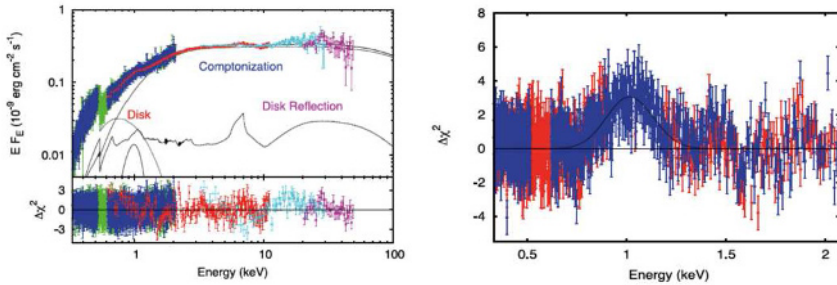 E F_E (10⁻⁹ erg cm⁻² s⁻¹)
1
0.1
0.01
Comptonization
Disk
Disk Reflection
Δχ²
3
0
-3
1
10
100
Energy (keV)
Δχ²
8
6
4
2
0
-2
-4
0.5
1
1.5
2
Energy (keV)